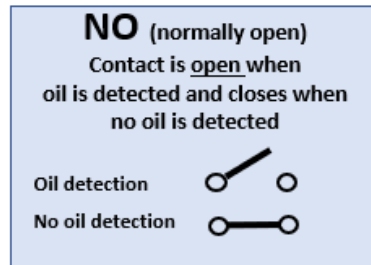 NO (normally open)
Contact is open when
oil is detected and closes when
no oil is detected
Oil detection
No oil detection